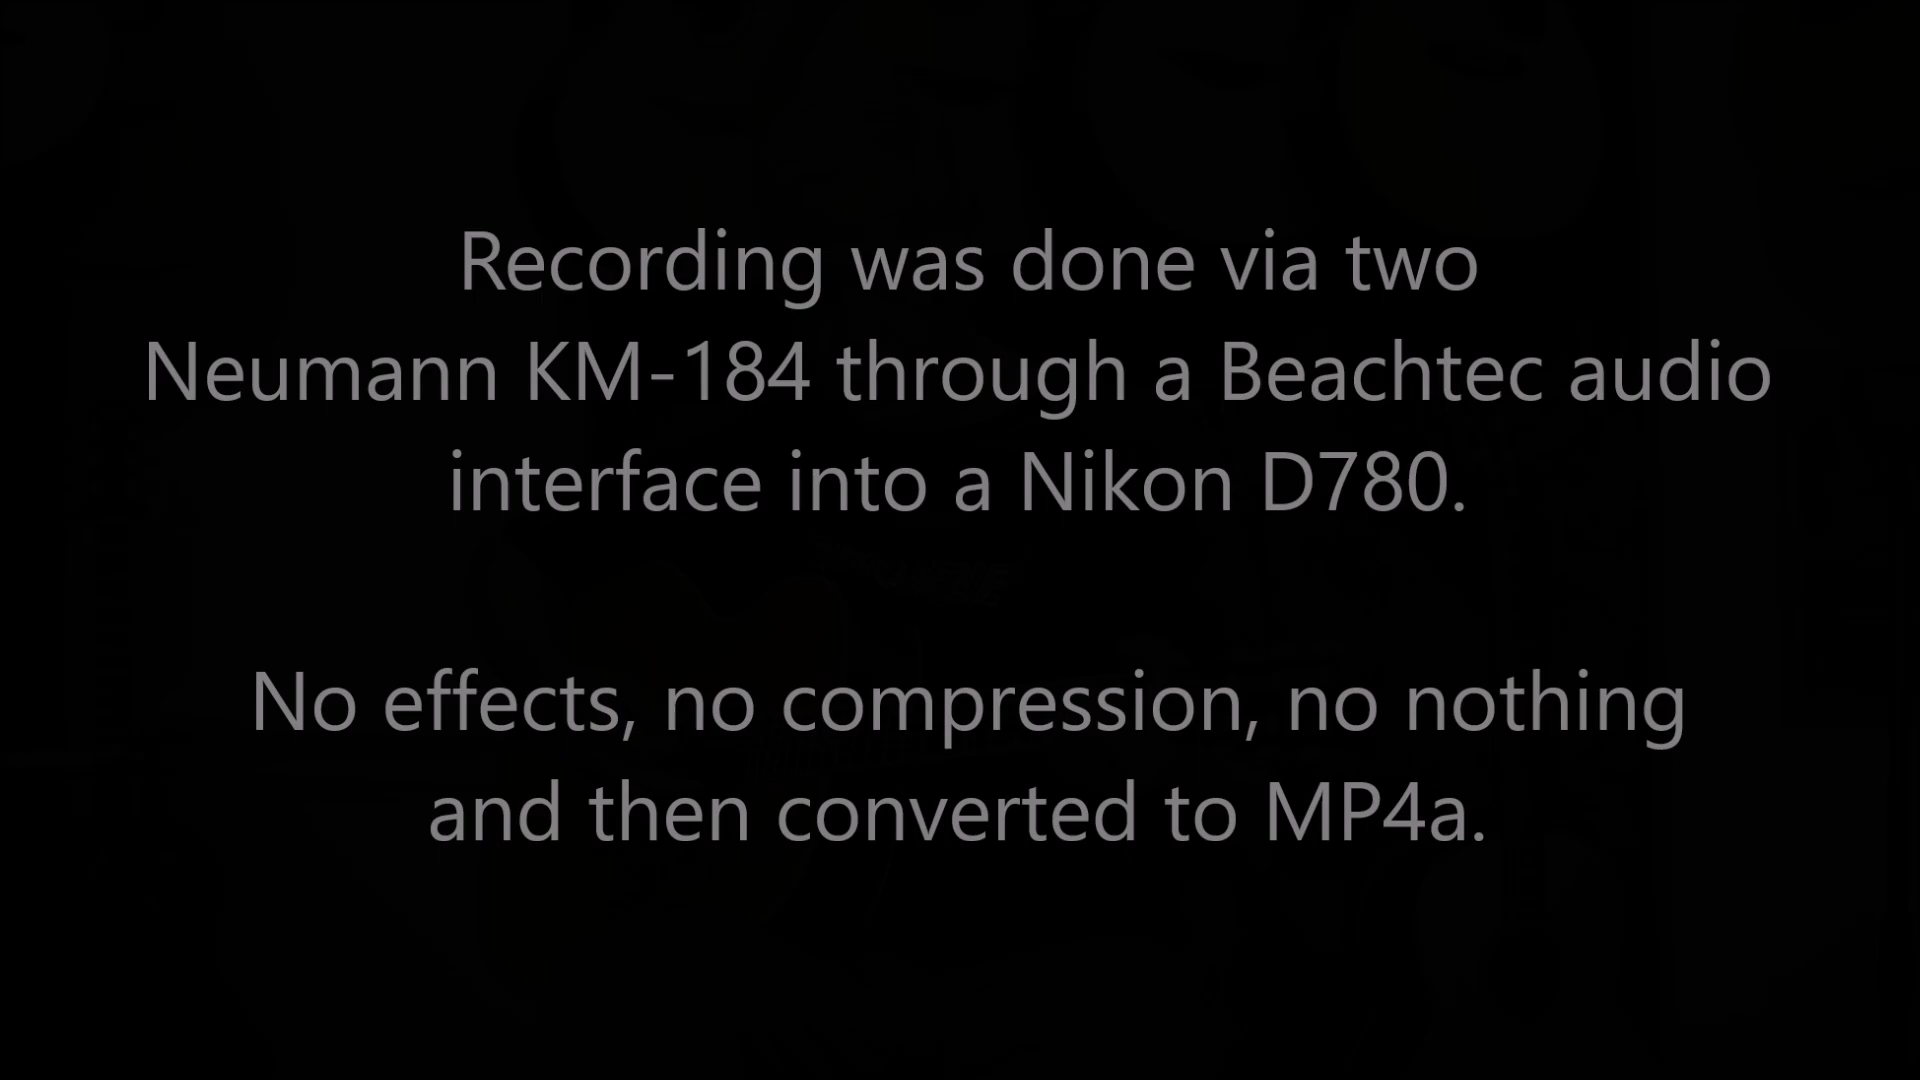 Recording was done via two
Neumann KM-184 through a Beachtec audio
interface into a Nikon D780.
No effects, no compression, no nothing
and then converted to MP4a.